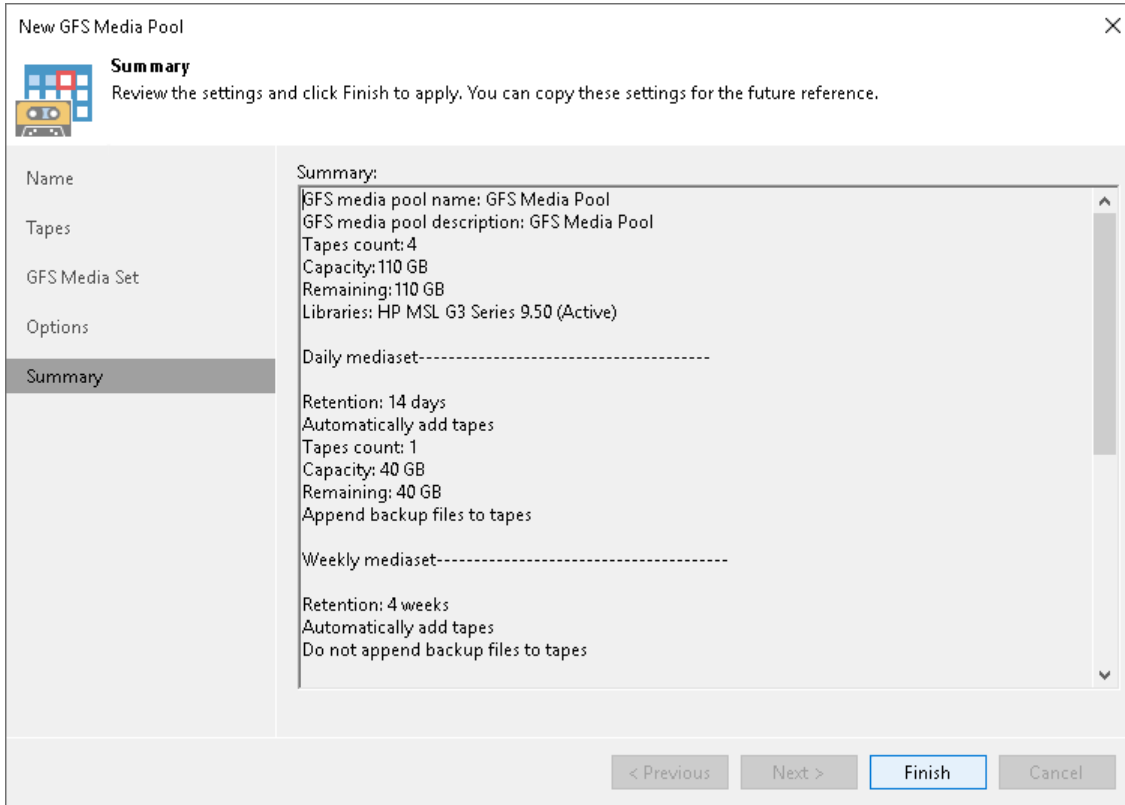 New GFS Media Pool
Summary
Review the settings and click Finish to apply. You can copy these settings for the future reference.
Name
Tapes
GFS Media Set
Options
Summary
Summary:
GFS media pool name: GFS Media Pool
GFS media pool description: GFS Media Pool
Tapes count: 4
Capacity: 110 GB
Remaining: 110 GB
Libraries: HP MSL G3 Series 9.50 (Active)
Daily mediaset---------------------------------------
Retention: 14 days
Automatically add tapes
Tapes count: 1
Capacity: 40 GB
Remaining: 40 GB
Append backup files to tapes
Weekly mediaset---------------------------------------
Retention: 4 weeks
Automatically add tapes
Do not append backup files to tapes
< Previous
Next >
Finish
Cancel